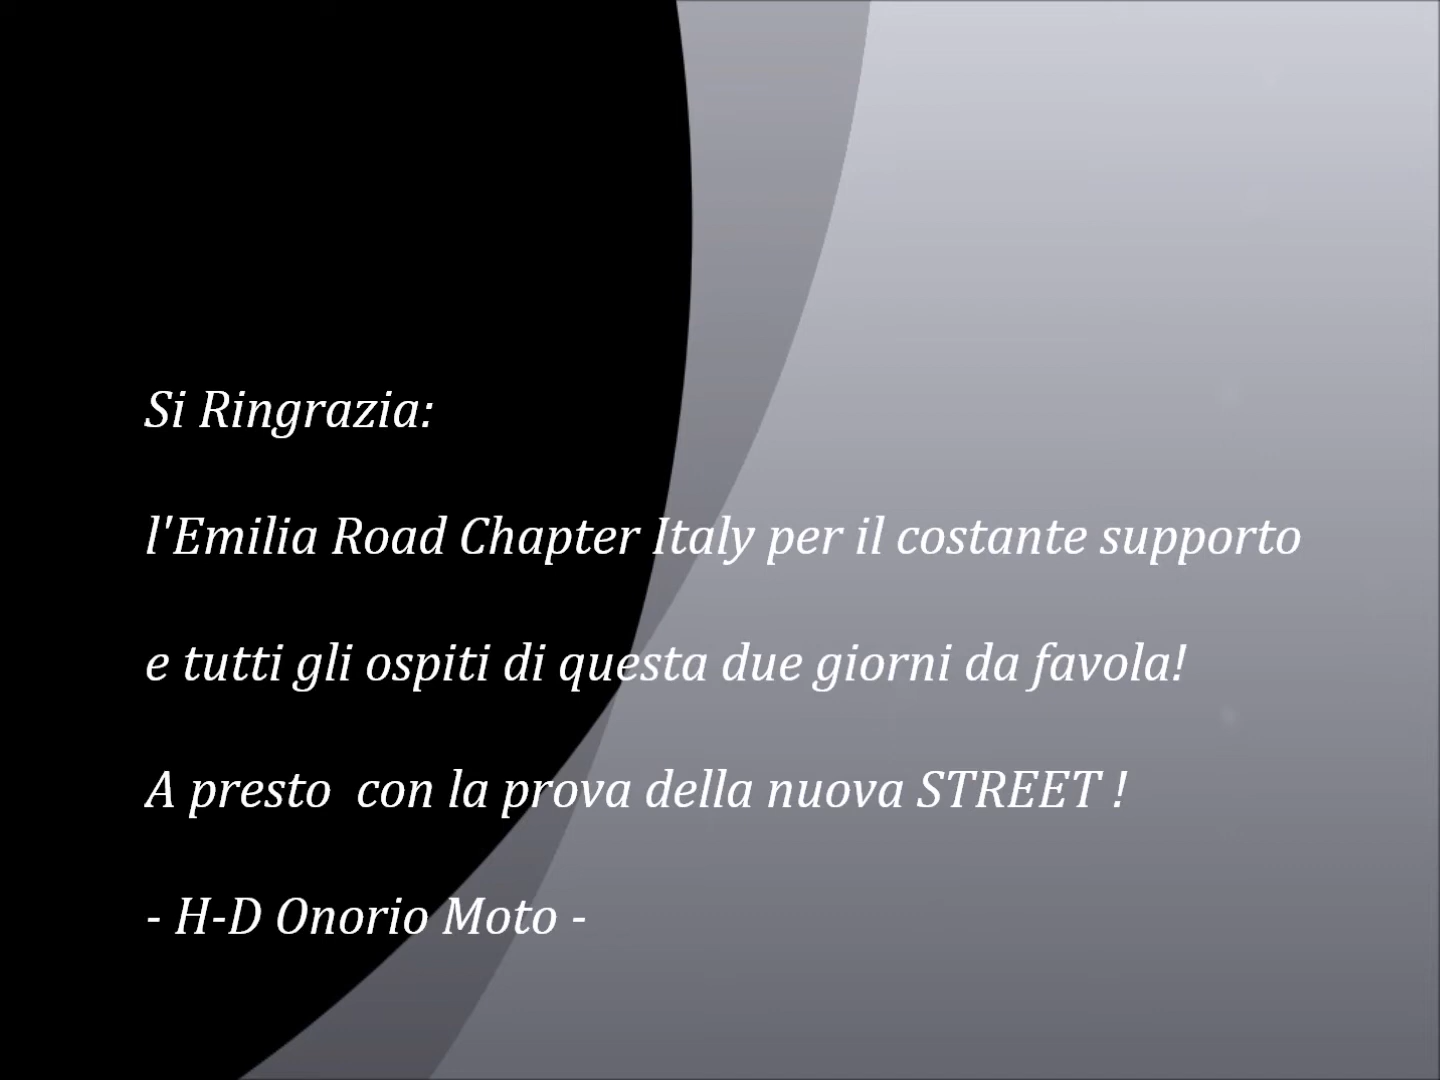 Si Ringrazia:
l'Emilia Road Chapter Italy per il costante supporto
e tutti gli ospiti di questa due giorni da favola!
A presto  con la prova della nuova STREET !
- H-D Onorio Moto -